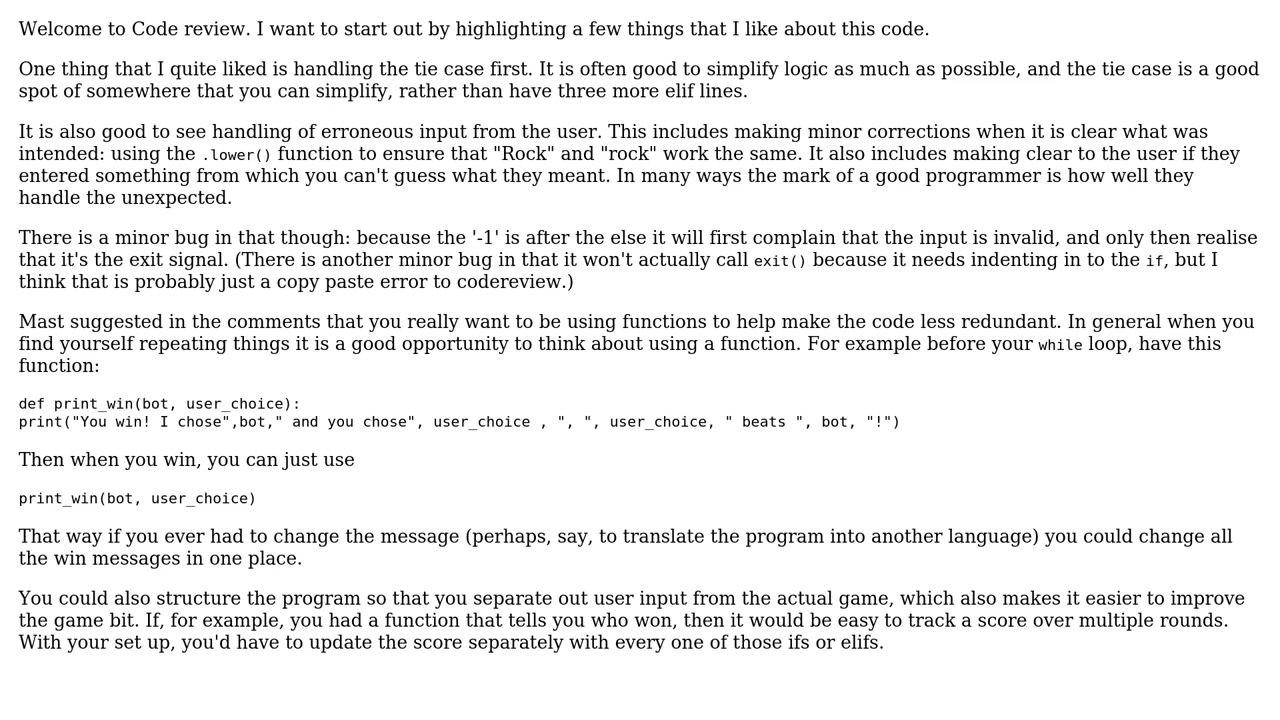 Welcome to Code review. I want to start out by highlighting a few things that I like about this code.
One thing that I quite liked is handling the tie case first. It is often good to simplify logic as much as possible, and the tie case is a good
spot of somewhere that you can simplify, rather than have three more elif lines.
It is also good to see handling of erroneous input from the user. This includes making minor corrections when it is clear what was
intended: using the .lower() function to ensure that "Rock" and "rock" work the same. It also includes making clear to the user if they
entered something from which you can't guess what they meant. In many ways the mark of a good programmer is how well they
handle the unexpected.
There is a minor bug in that though: because the '-1' is after the else it will first complain that the input is invalid, and only then realise
that it's the exit signal. (There is another minor bug in that it won't actually call exit() because it needs indenting in to the if, but I
think that is probably just a copy paste error to codereview.)
Mast suggested in the comments that you really want to be using functions to help make the code less redundant. In general when you
find yourself repeating things it is a good opportunity to think about using a function. For example before your while loop, have this
function:
def print_win(bot, user_choice):
print("You win! I chose",bot," and you chose", user_choice , ", ", user_choice, " beats ", bot, "!")
Then when you win, you can just use
print_win(bot, user_choice)
That way if you ever had to change the message (perhaps, say, to translate the program into another language) you could change all
the win messages in one place.
You could also structure the program so that you separate out user input from the actual game, which also makes it easier to improve
the game bit. If, for example, you had a function that tells you who won, then it would be easy to track a score over multiple rounds.
With your set up, you'd have to update the score separately with every one of those ifs or elifs.